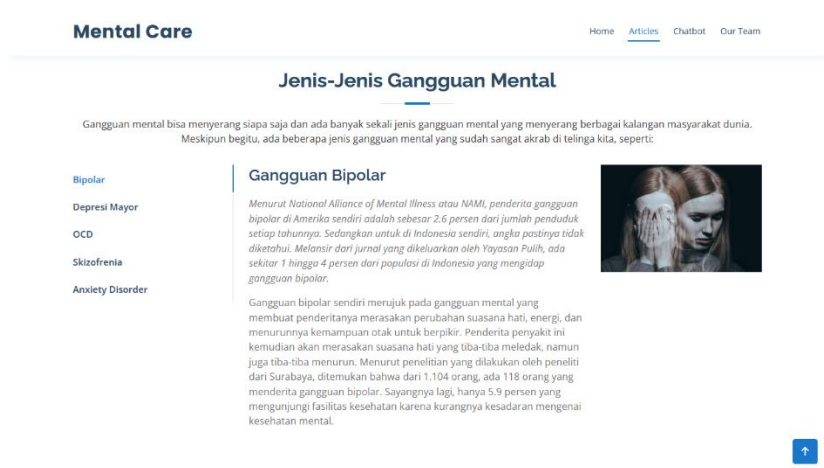 Mental Care
Home Articles Chatbot Our Team
Jenis-Jenis Gangguan Mental
Gangguan mental bisa menyerang siapa saja dan ada banyak sekali jenis gangguan mental yang menyerang berbagai kalangan masyarakat dunia.
Meskipun begitu, ada beberapa jenis gangguan mental yang sudah sangat akrab di telinga kita, seperti:
Bipolar
Depresi Mayor
OCD
Skizofrenia
Anxiety Disorder
Gangguan Bipolar
Menurut National Alliance of Mental Illness atau NAMI, penderita gangguan
bipolar di Amerika sendiri adalah sebesar 2.6 persen dari jumlah penduduk
setiap tahunnya. Sedangkan untuk di Indonesia sendiri, angka pastinya tidak
diketahui. Melansir dari jurnal yang dikeluarkan oleh Yayasan Pulih, ada
sekitar 1 hingga 4 persen dari populasi di Indonesia yang mengidap
gangguan bipolar.
Gangguan bipolar sendiri merujuk pada gangguan mental yang
membuat penderitanya merasakan perubahan suasana hati, energi, dan
menurunnya kemampuan otak untuk berpikir. Penderita penyakit ini
kemudian akan merasakan suasana hati yang tiba-tiba meledak, namun
juga tiba-tiba menurun. Menurut penelitian yang dilakukan oleh peneliti
dari Surabaya, ditemukan bahwa dari 1.104 orang, ada 118 orang yang
menderita gangguan bipolar. Sayangnya lagi, hanya 5.9 persen yang
mengunjungi fasilitas kesehatan karena kurangnya kesadaran mengenai
kesehatan mental.